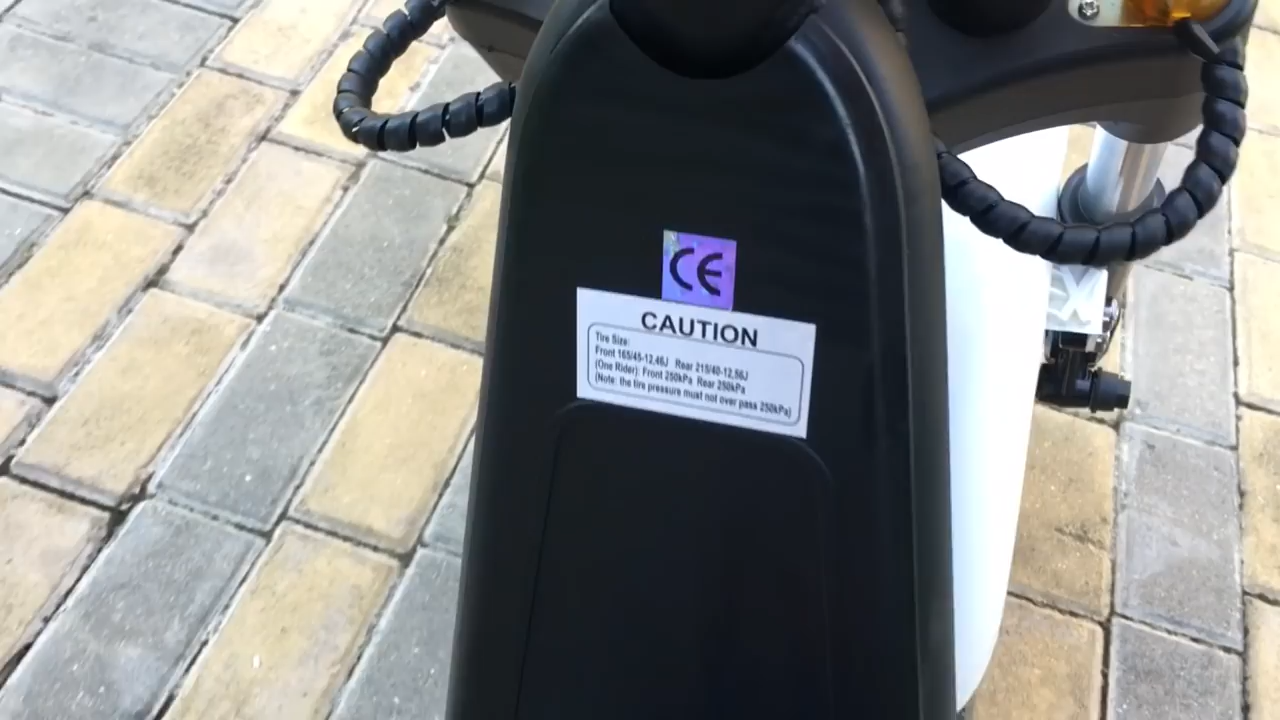 CE
CAUTION
Tire Size:
Front 165/45-12,46J Rear 215/40-12,56J
(One Rider): Front 250kPa Rear 250kPa
(Note: the tire pressure must not over pass 250kPa)